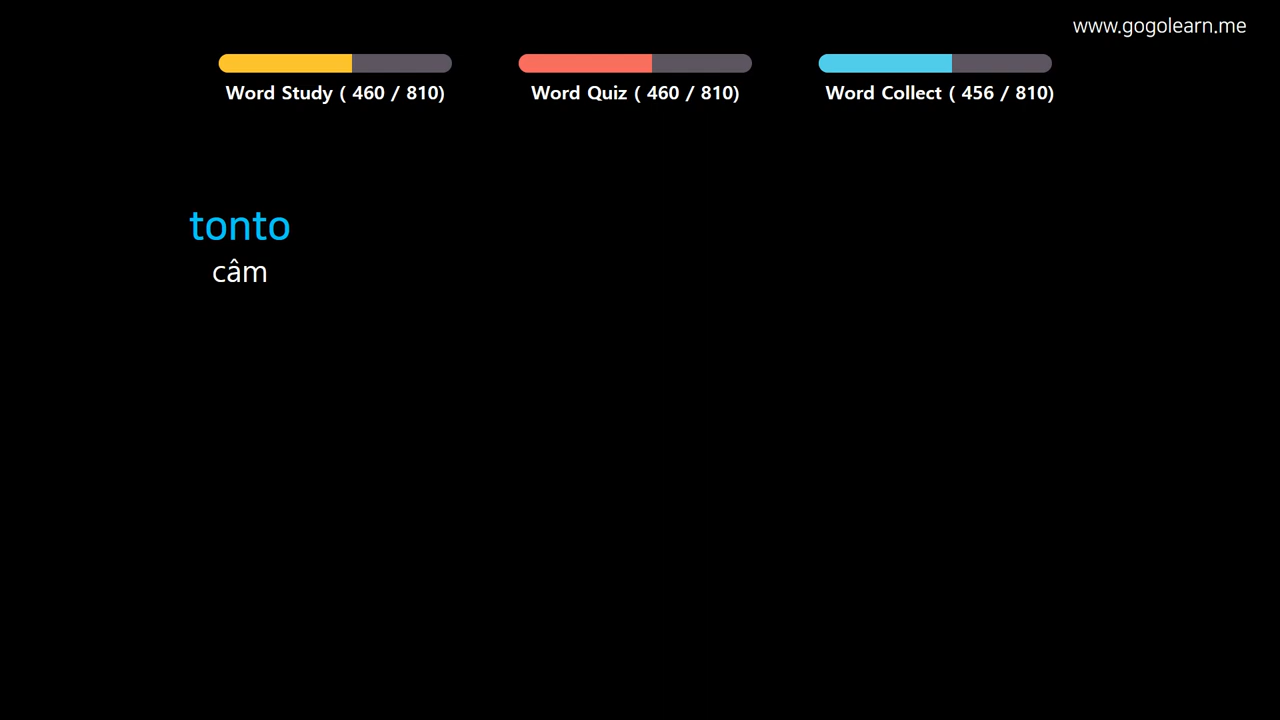 www.gogolearn.me
Word Study ( 460 / 810)
Word Quiz ( 460 / 810)
Word Collect ( 456 / 810)
tonto
câm